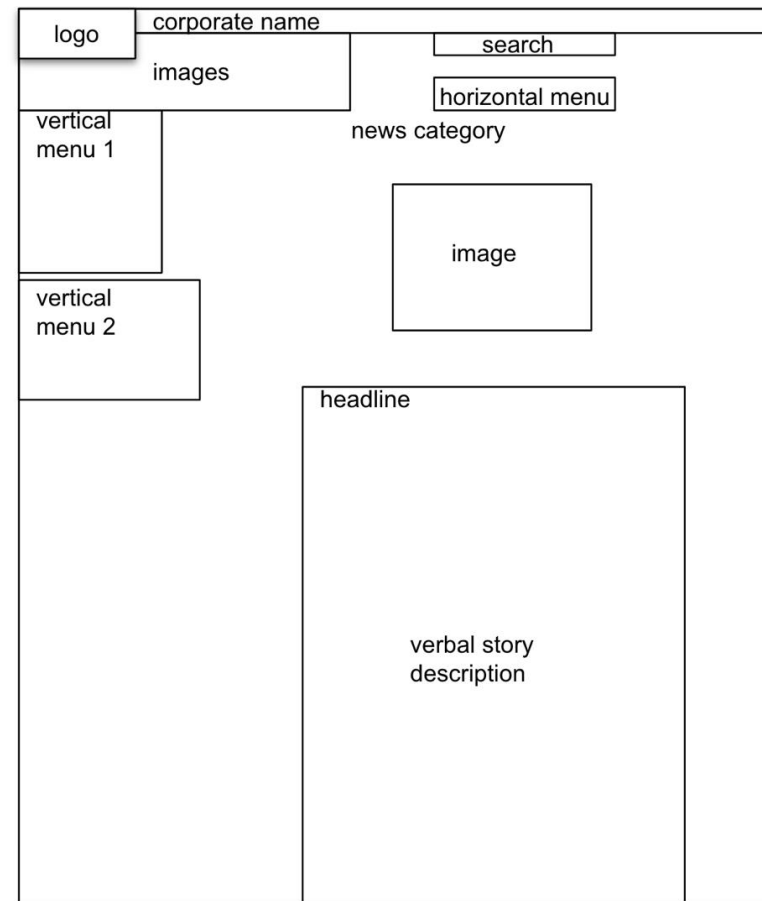 logo
corporate name
images
search
horizontal menu
vertical
menu 1
news category
image
vertical
menu 2
headline
verbal story
description